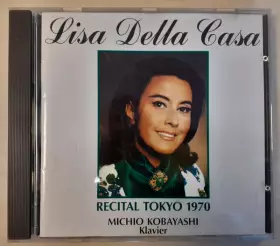 Lisa Della Casa
RECITAL TOKYO 1970
MICHIO KOBAYASHI
Klavier